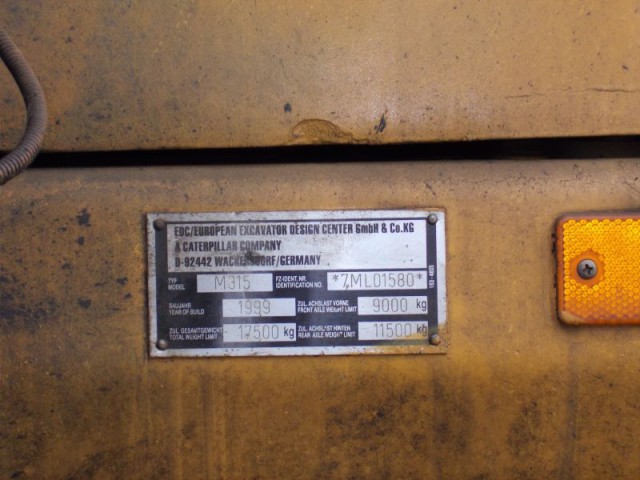 EDC/EUROPEAN EXCAVATOR DESIGN CENTER GmbH & Co.KG
A CATERPILLAR COMPANY
D-92442 WACKERSDORF/GERMANY
TYP M315 FZ-IDENT.NR. *7ML01580*
MODEL IDENTIFICATION NO.
BAUJAHR 1999 ZUL. ACHSLAST VORNE 9000 kg
YEAR OF BUILD FRONT AXLE WEIGHT LIMIT
ZUL. GESAMTGEWICHT 17500 kg ZUL. ACHSLAST HINTEN 11500 kg
TOTAL WEIGHT LIMIT REAR AXLE WEIGHT LIMIT